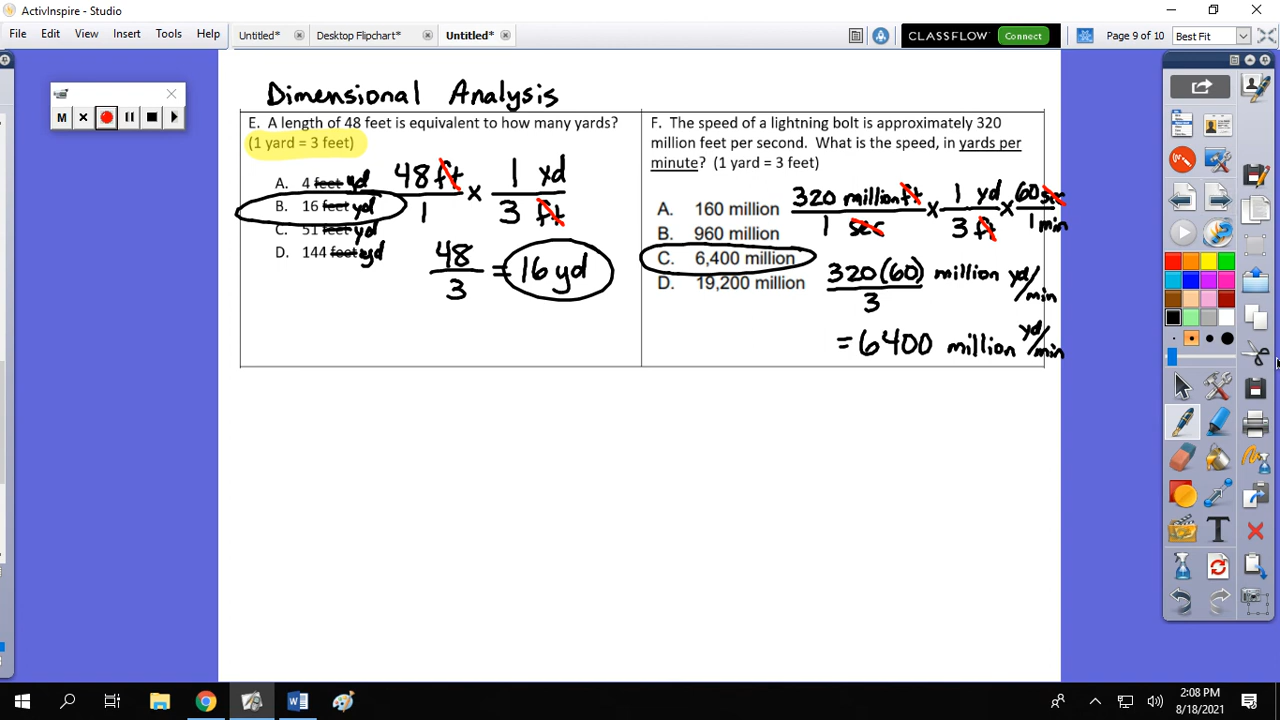 ActivInspire - Studio
File Edit View Insert Tools Help
Untitled* Desktop Flipchart* Untitled*
CLASSFLOW Connect
Page 9 of 10 Best Fit
M
Dimensional Analysis
E. A length of 48 feet is equivalent to how many yards?
(1 yard = 3 feet)
A. 4 feet yd
B. 16 feet yd
C. 51 feet yd
D. 144 feet yd
48 ft / 1 × 1 yd / 3 ft
48 / 3 = 16 yd
F. The speed of a lightning bolt is approximately 320
million feet per second. What is the speed, in yards per
minute? (1 yard = 3 feet)
A. 160 million
B. 960 million
C. 6,400 million
D. 19,200 million
320 million ft / 1 sec × 1 yd / 3 ft × 60 sec / 1 min
320(60) / 3 million yd/min
= 6400 million yd/min
2:08 PM
8/18/2021